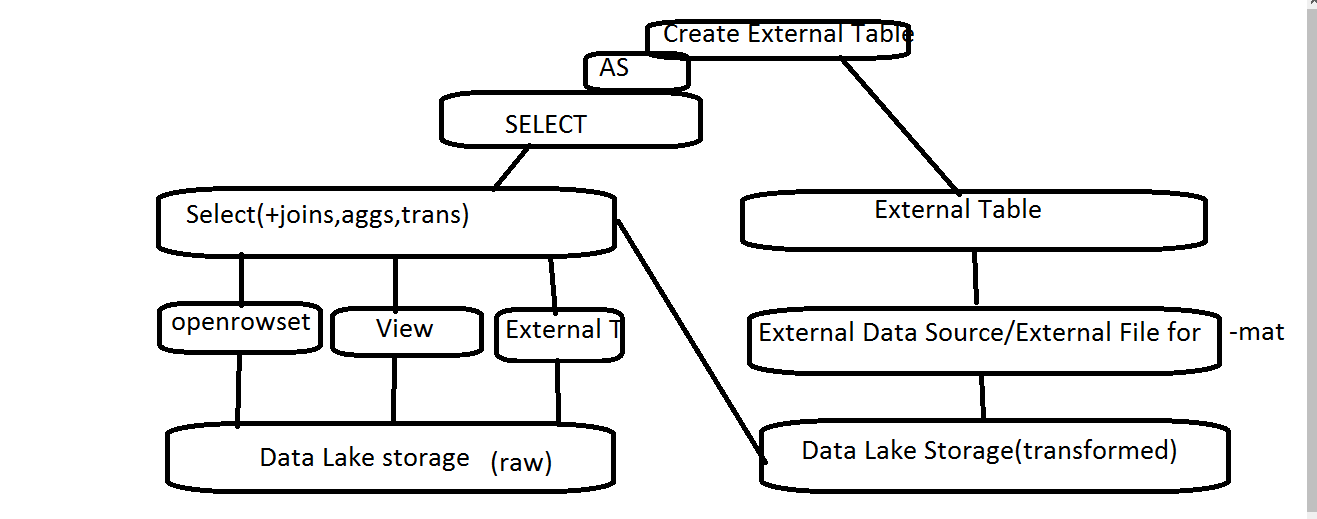 Create External Table
AS
SELECT
Select(+joins,aggs,trans)
External Table
openrowset
View
External T
External Data Source/External File for -mat
Data Lake storage (raw)
Data Lake Storage(transformed)